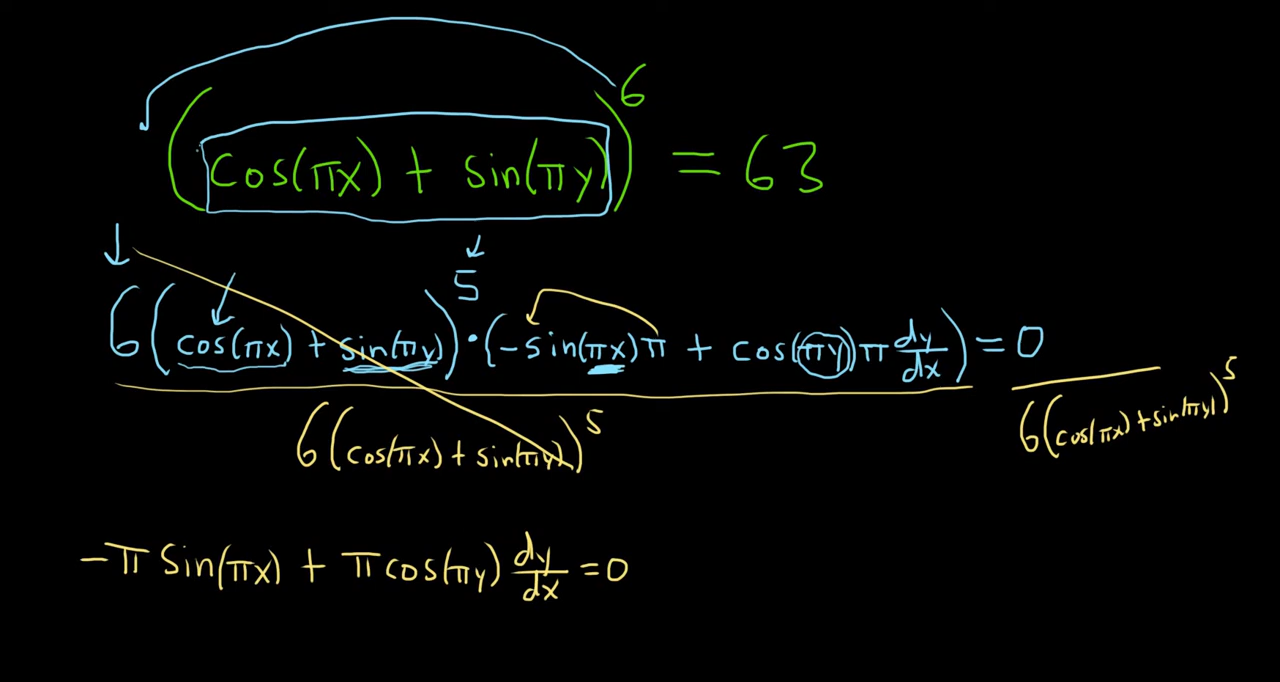 (cos(πx) + sin(πy))⁶ = 63
6(cos(πx) + sin(πy))⁵ · (-sin(πx)π + cos(πy)π dy/dx) = 0
6(cos(πx) + sin(πy))⁵ 6(cos(πx) + sin(πy))⁵
-π sin(πx) + π cos(πy) dy/dx = 0